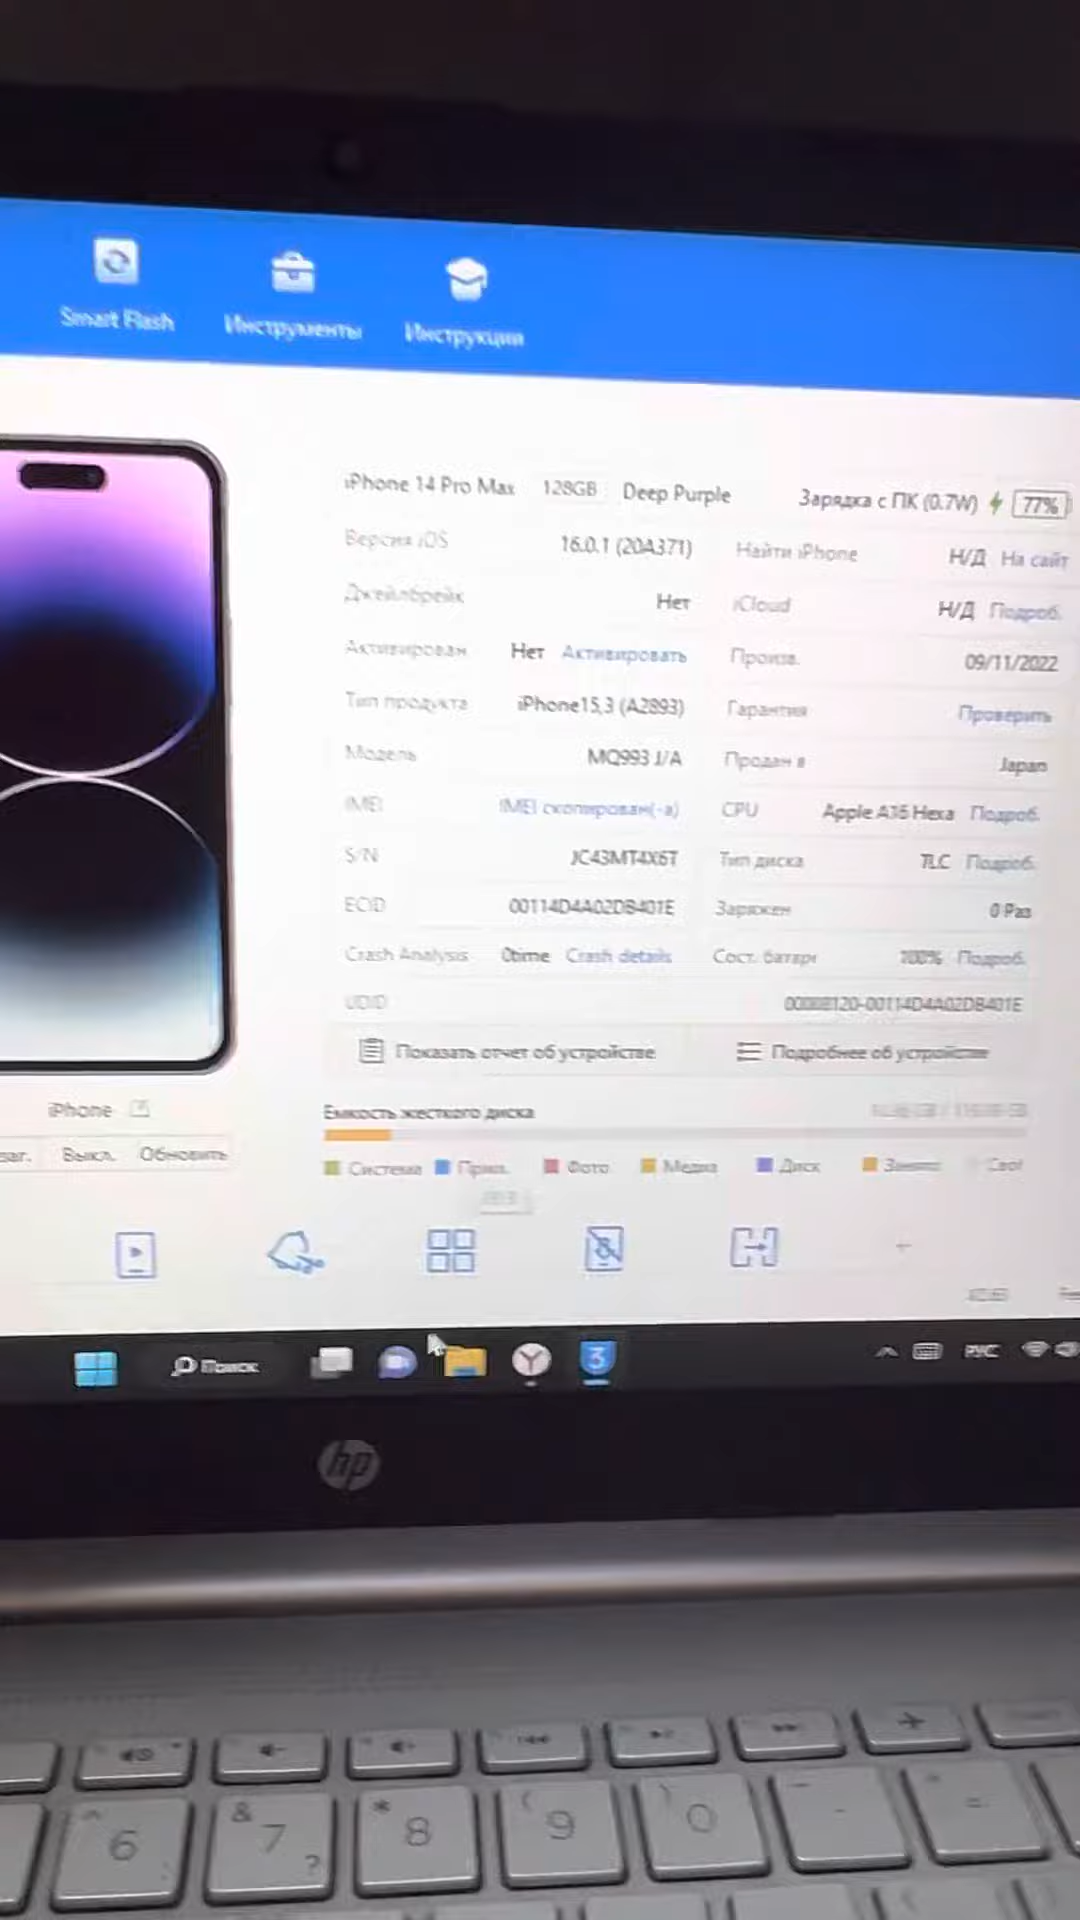 Smart Flash Инструменты Инструкции
iPhone 14 Pro Max 128GB Deep Purple Зарядка с ПК (0.7W) 77%
Версия iOS 16.0.1 (20A371) Найти iPhone Н/Д На сайт
Джейлбрейк Нет iCloud Н/Д Подроб.
Активирован Нет Активировать Произв. 09/11/2022
Тип продукта iPhone15,3 (A2893) Гарантия Проверить
Модель MQ993 J/A Продан в Japan
IMEI IMEI скопирован(-а) CPU Apple A16 Hexa Подроб.
S/N JC43MT4X6T Тип диска TLC Подроб.
ECID 00114D4A02DB401E Заряжен 0 Раз
Crash Analysis 0time Crash details Сост. батаре 100% Подроб.
UDID 00008120-00114D4A02DB401E
Показать отчет об устройстве Подробнее об устройстве
iPhone
Емкость жесткого диска
заг. Выкл. Обновить
Система Прил. Фото Медиа Диск Занято
Поиск РУС
hp
6 & 7 ? * 8 ( 9 ) 0 - =